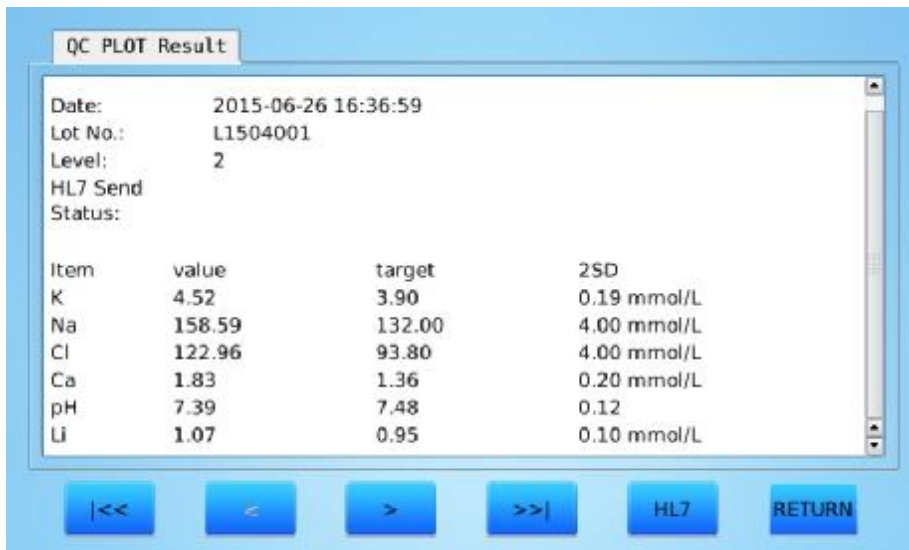 QC PLOT Result
Date: 2015-06-26 16:36:59
Lot No.: L1504001
Level: 2
HL7 Send
Status:
Item value target 2SD
K 4.52 3.90 0.19 mmol/L
Na 158.59 132.00 4.00 mmol/L
Cl 122.96 93.80 4.00 mmol/L
Ca 1.83 1.36 0.20 mmol/L
pH 7.39 7.48 0.12
Li 1.07 0.95 0.10 mmol/L
|<< < > >>| HL7 RETURN